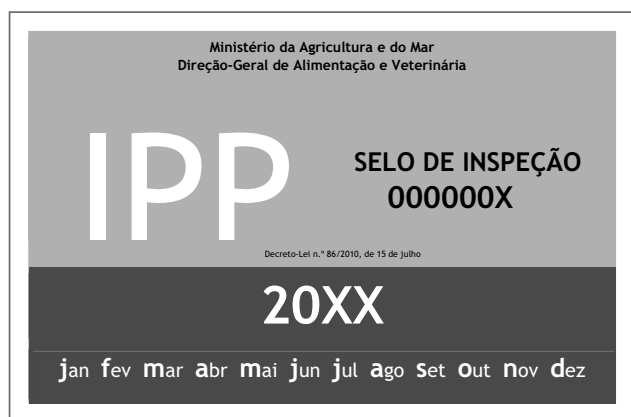 Ministério da Agricultura e do Mar
Direção-Geral de Alimentação e Veterinária
IPP
SELO DE INSPEÇÃO
000000X
Decreto-Lei n.º 86/2010, de 15 de julho
20XX
jan fev mar abr mai jun jul ago set out nov dez